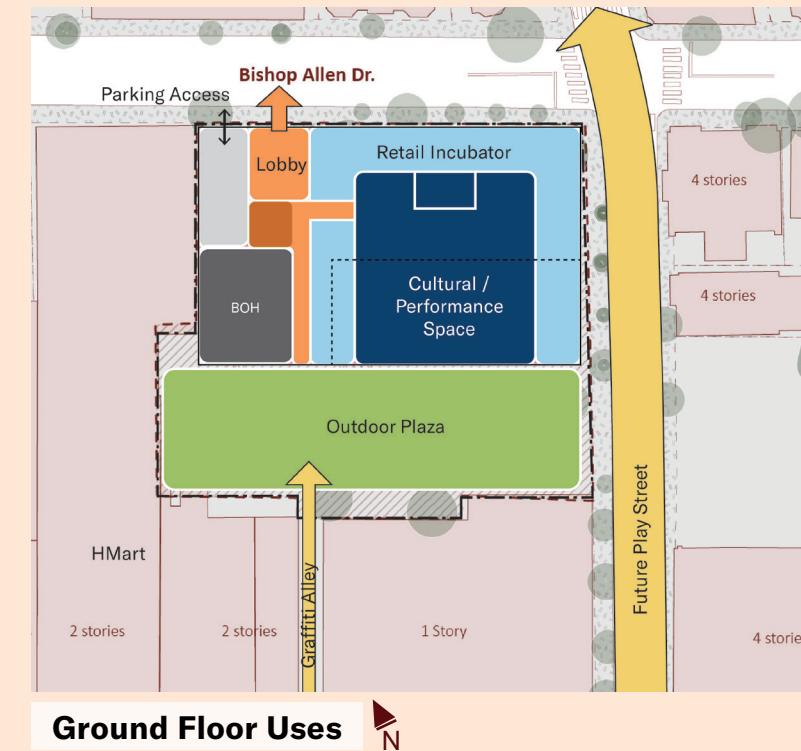 Bishop Allen Dr.
Parking Access
Lobby
Retail Incubator
4 stories
Cultural /
Performance
Space
BOH
4 stories
Outdoor Plaza
Future Play Street
HMart
Graffiti Alley
2 stories
2 stories
1 Story
4 storie
Ground Floor Uses
N